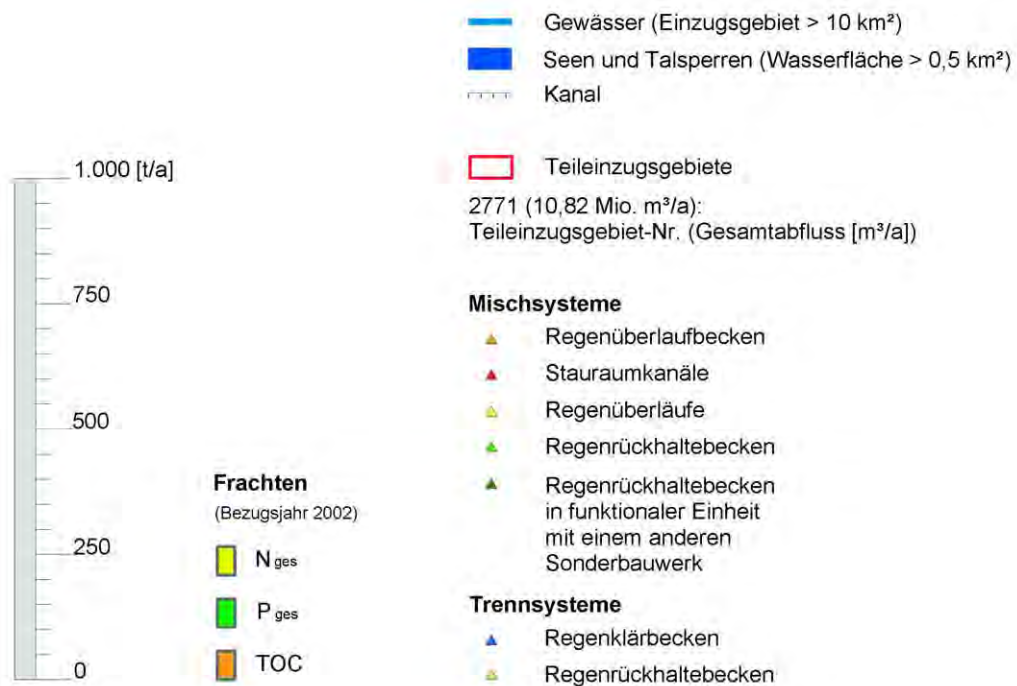 Gewässer (Einzugsgebiet > 10 km²)
Seen und Talsperren (Wasserfläche > 0,5 km²)
Kanal
Teileinzugsgebiete
2771 (10,82 Mio. m³/a):
Teileinzugsgebiet-Nr. (Gesamtabfluss [m³/a])
1.000 [t/a]
750
500
250
0
Frachten
(Bezugsjahr 2002)
N ges
P ges
TOC
Mischsysteme
Regenüberlaufbecken
Stauraumkanäle
Regenüberläufe
Regenrückhaltebecken
Regenrückhaltebecken
in funktionaler Einheit
mit einem anderen
Sonderbauwerk
Trennsysteme
Regenklärbecken
Regenrückhaltebecken